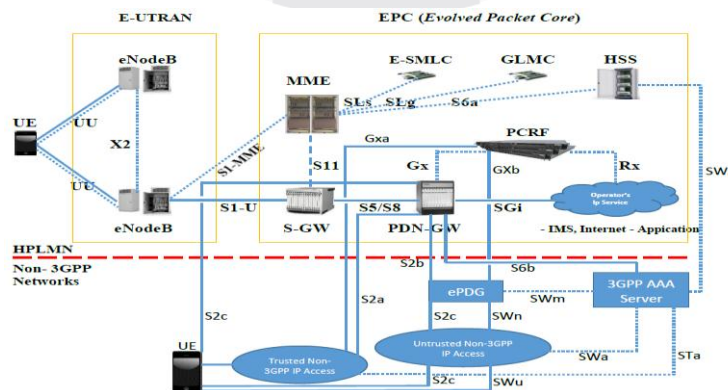 E-UTRAN
EPC (Evolved Packet Core)
eNodeB
E-SMLC
GLMC
HSS
MME
UE
UU
SLs
SLg
S6a
PCRF
X2
Gxa
S1-MME
S11
Gx
GXb
Rx
SW
UU
Operator's
Ip Service
S1-U
S5/S8
SGi
eNodeB
S-GW
PDN-GW
- IMS, Internet - Appication
HPLMN
Non- 3GPP
Networks
S2b
S6b
S2a
ePDG
SWm
3GPP AAA
Server
S2c
S2c
SWn
UE
Trusted Non-
3GPP IP Access
Untrusted Non-3GPP
IP Access
SWa
STa
S2c
SWu